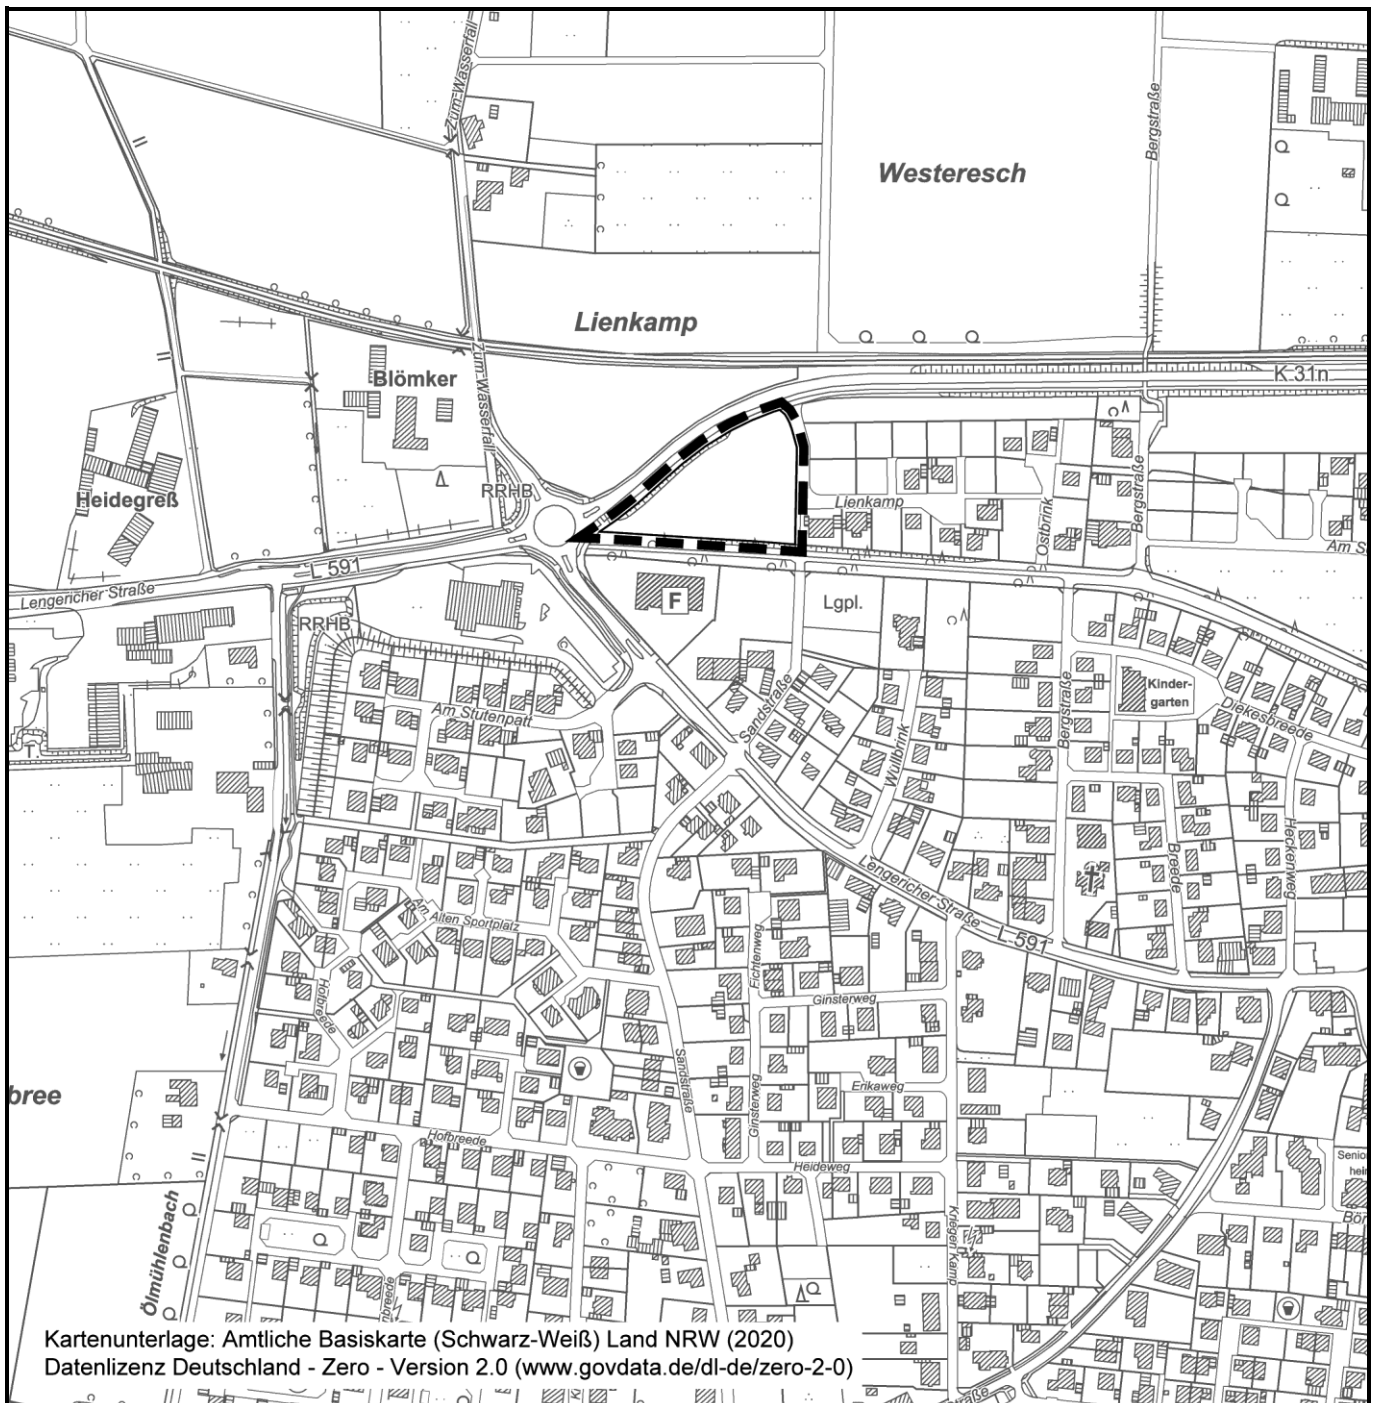 Zum Wasserfall
Bergstraße
Westeresch
Lienkamp
K 31n
Blömker
Zum Wasserfall
Heidegreß
RRHB
Lienkamp
Ostbrink
Bergstraße
L 591
Lengericher Straße
RRHB
F
Lgpl.
Kinder-
garten
Am Stutenpatt
Sandstraße
Bergstraße
Diekesbreede
Wullbrink
T.
Heckenweg
Breede
Lengericher Straße
L 591
Am
Alten Sportplatz
Fichtenweg
Hofbreede
Ginsterweg
Sandstraße
Erikaweg
Ginsterweg
bree
Hofbreede
Heideweg
Ölmühlenbach
Kriegen Kamp
Kartenunterlage: Amtliche Basiskarte (Schwarz-Weiß) Land NRW (2020)
Datenlizenz Deutschland - Zero - Version 2.0 (www.govdata.de/dl-de/zero-2-0)